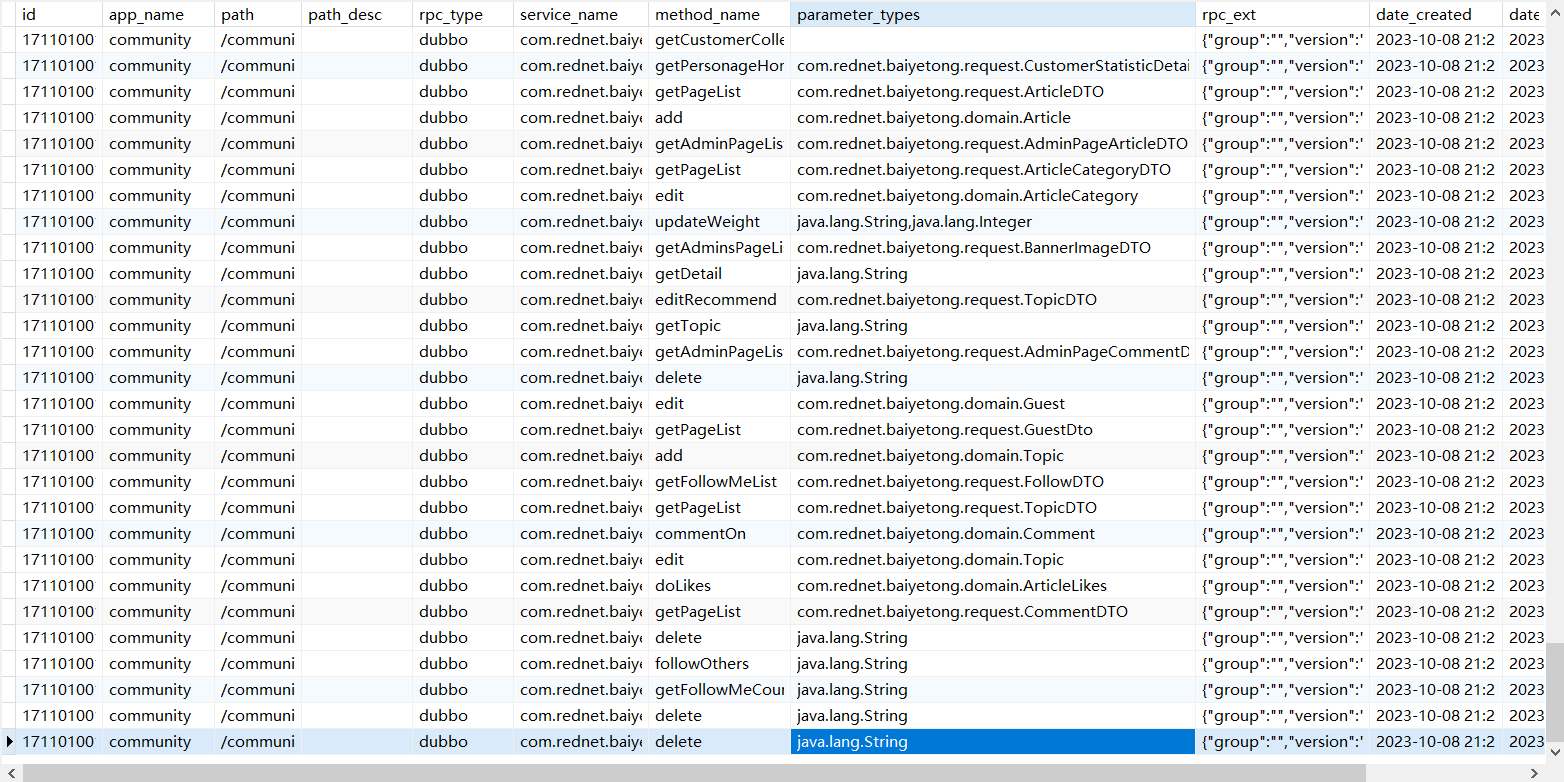 id app_name path path_desc rpc_type service_name method_name parameter_types rpc_ext date_created date
17110100 community /communi dubbo com.rednet.baiye getCustomerColle {"group":"","version":' 2023-10-08 21:2 2023
17110100 community /communi dubbo com.rednet.baiye getPersonageHor com.rednet.baiyetong.request.CustomerStatisticDetai {"group":"","version":' 2023-10-08 21:2 2023
17110100 community /communi dubbo com.rednet.baiye getPageList com.rednet.baiyetong.request.ArticleDTO {"group":"","version":' 2023-10-08 21:2 2023
17110100 community /communi dubbo com.rednet.baiye add com.rednet.baiyetong.domain.Article {"group":"","version":' 2023-10-08 21:2 2023
17110100 community /communi dubbo com.rednet.baiye getAdminPageLis com.rednet.baiyetong.request.AdminPageArticleDTO {"group":"","version":' 2023-10-08 21:2 2023
17110100 community /communi dubbo com.rednet.baiye getPageList com.rednet.baiyetong.request.ArticleCategoryDTO {"group":"","version":' 2023-10-08 21:2 2023
17110100 community /communi dubbo com.rednet.baiye edit com.rednet.baiyetong.domain.ArticleCategory {"group":"","version":' 2023-10-08 21:2 2023
17110100 community /communi dubbo com.rednet.baiye updateWeight java.lang.String,java.lang.Integer {"group":"","version":' 2023-10-08 21:2 2023
17110100 community /communi dubbo com.rednet.baiye getAdminsPageLi com.rednet.baiyetong.request.BannerImageDTO {"group":"","version":' 2023-10-08 21:2 2023
17110100 community /communi dubbo com.rednet.baiye getDetail java.lang.String {"group":"","version":' 2023-10-08 21:2 2023
17110100 community /communi dubbo com.rednet.baiye editRecommend com.rednet.baiyetong.request.TopicDTO {"group":"","version":' 2023-10-08 21:2 2023
17110100 community /communi dubbo com.rednet.baiye getTopic java.lang.String {"group":"","version":' 2023-10-08 21:2 2023
17110100 community /communi dubbo com.rednet.baiye getAdminPageLis com.rednet.baiyetong.request.AdminPageCommentD {"group":"","version":' 2023-10-08 21:2 2023
17110100 community /communi dubbo com.rednet.baiye delete java.lang.String {"group":"","version":' 2023-10-08 21:2 2023
17110100 community /communi dubbo com.rednet.baiye edit com.rednet.baiyetong.domain.Guest {"group":"","version":' 2023-10-08 21:2 2023
17110100 community /communi dubbo com.rednet.baiye getPageList com.rednet.baiyetong.request.GuestDto {"group":"","version":' 2023-10-08 21:2 2023
17110100 community /communi dubbo com.rednet.baiye add com.rednet.baiyetong.domain.Topic {"group":"","version":' 2023-10-08 21:2 2023
17110100 community /communi dubbo com.rednet.baiye getFollowMeList com.rednet.baiyetong.request.FollowDTO {"group":"","version":' 2023-10-08 21:2 2023
17110100 community /communi dubbo com.rednet.baiye getPageList com.rednet.baiyetong.request.TopicDTO {"group":"","version":' 2023-10-08 21:2 2023
17110100 community /communi dubbo com.rednet.baiye commentOn com.rednet.baiyetong.domain.Comment {"group":"","version":' 2023-10-08 21:2 2023
17110100 community /communi dubbo com.rednet.baiye edit com.rednet.baiyetong.domain.Topic {"group":"","version":' 2023-10-08 21:2 2023
17110100 community /communi dubbo com.rednet.baiye doLikes com.rednet.baiyetong.domain.ArticleLikes {"group":"","version":' 2023-10-08 21:2 2023
17110100 community /communi dubbo com.rednet.baiye getPageList com.rednet.baiyetong.request.CommentDTO {"group":"","version":' 2023-10-08 21:2 2023
17110100 community /communi dubbo com.rednet.baiye delete java.lang.String {"group":"","version":' 2023-10-08 21:2 2023
17110100 community /communi dubbo com.rednet.baiye followOthers java.lang.String {"group":"","version":' 2023-10-08 21:2 2023
17110100 community /communi dubbo com.rednet.baiye getFollowMeCour java.lang.String {"group":"","version":' 2023-10-08 21:2 2023
17110100 community /communi dubbo com.rednet.baiye delete java.lang.String {"group":"","version":' 2023-10-08 21:2 2023
17110100 community /communi dubbo com.rednet.baiye delete java.lang.String {"group":"","version":' 2023-10-08 21:2 2023